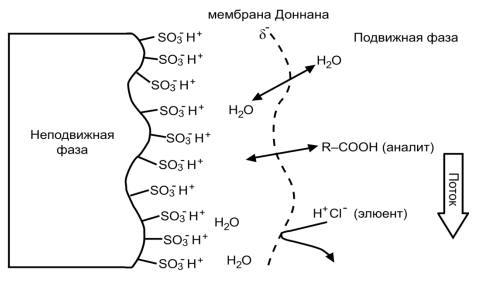 мембрана Доннана
δ⁻
Подвижная фаза
SO₃⁻H⁺
SO₃⁻H⁺
SO₃⁻H⁺
SO₃⁻H⁺
SO₃⁻H⁺
SO₃⁻H⁺
SO₃⁻H⁺
SO₃⁻H⁺
SO₃⁻H⁺
SO₃⁻H⁺
H₂O
H₂O
Неподвижная
фаза
R–COOH (аналит)
H⁺Cl⁻ (элюент)
H₂O
H₂O
Поток